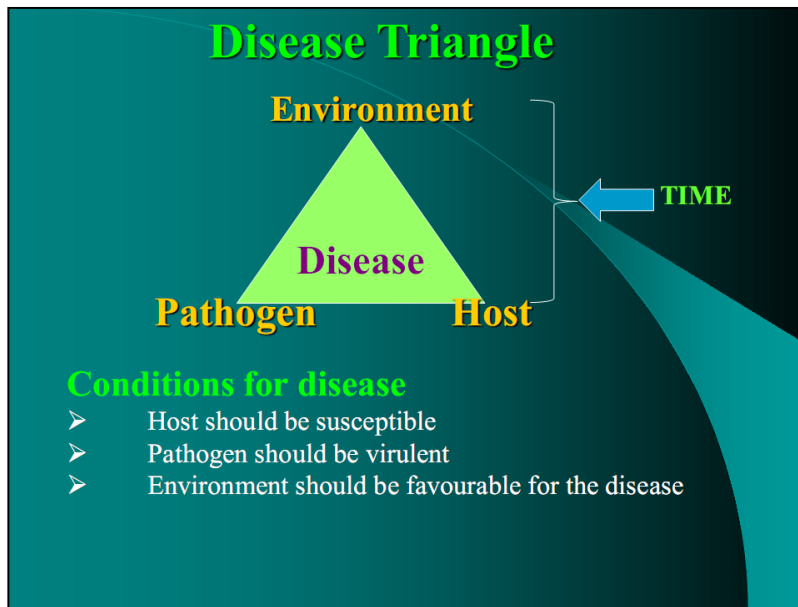 Disease Triangle
Environment
TIME
Disease
Pathogen Host
Conditions for disease
➢ Host should be susceptible
➢ Pathogen should be virulent
➢ Environment should be favourable for the disease